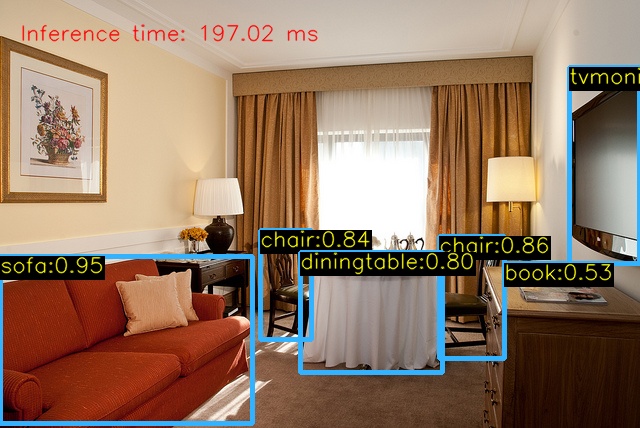 Inference time: 197.02 ms
tvmoni
chair:0.84
chair:0.86
diningtable:0.80
sofa:0.95
book:0.53